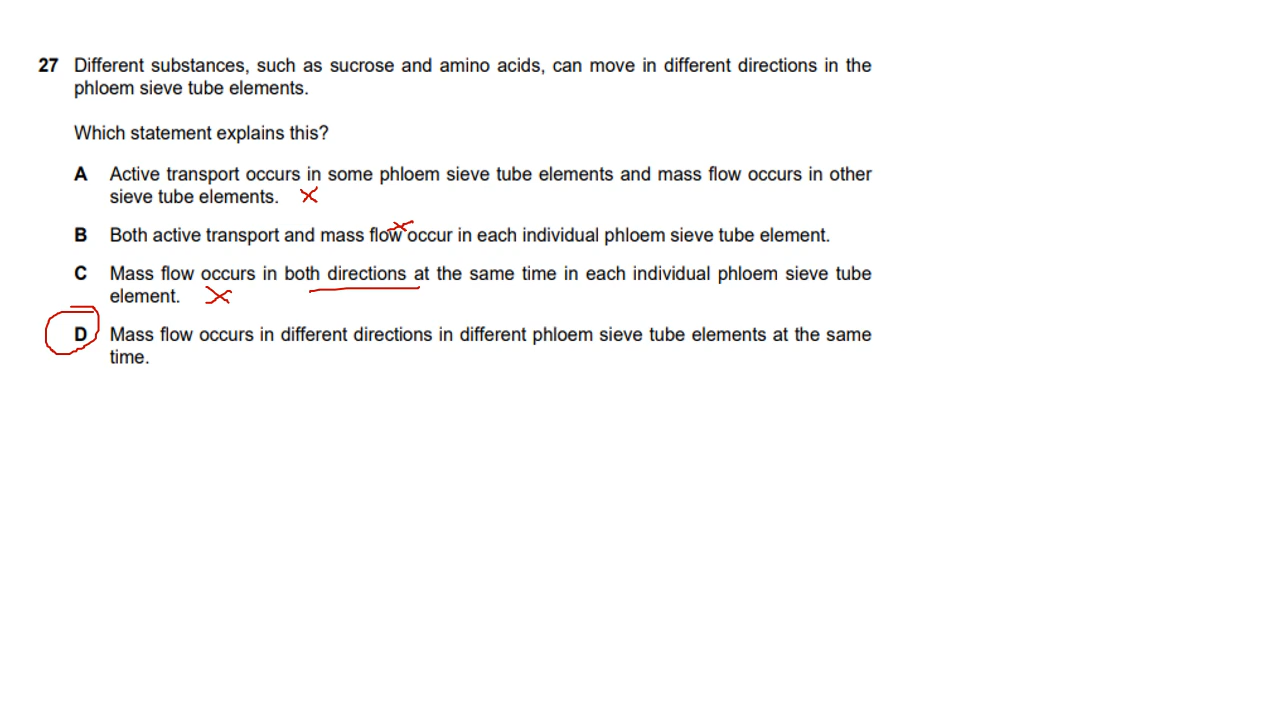 27 Different substances, such as sucrose and amino acids, can move in different directions in the
phloem sieve tube elements.
Which statement explains this?
A Active transport occurs in some phloem sieve tube elements and mass flow occurs in other
sieve tube elements.
B Both active transport and mass flow occur in each individual phloem sieve tube element.
C Mass flow occurs in both directions at the same time in each individual phloem sieve tube
element.
D Mass flow occurs in different directions in different phloem sieve tube elements at the same
time.